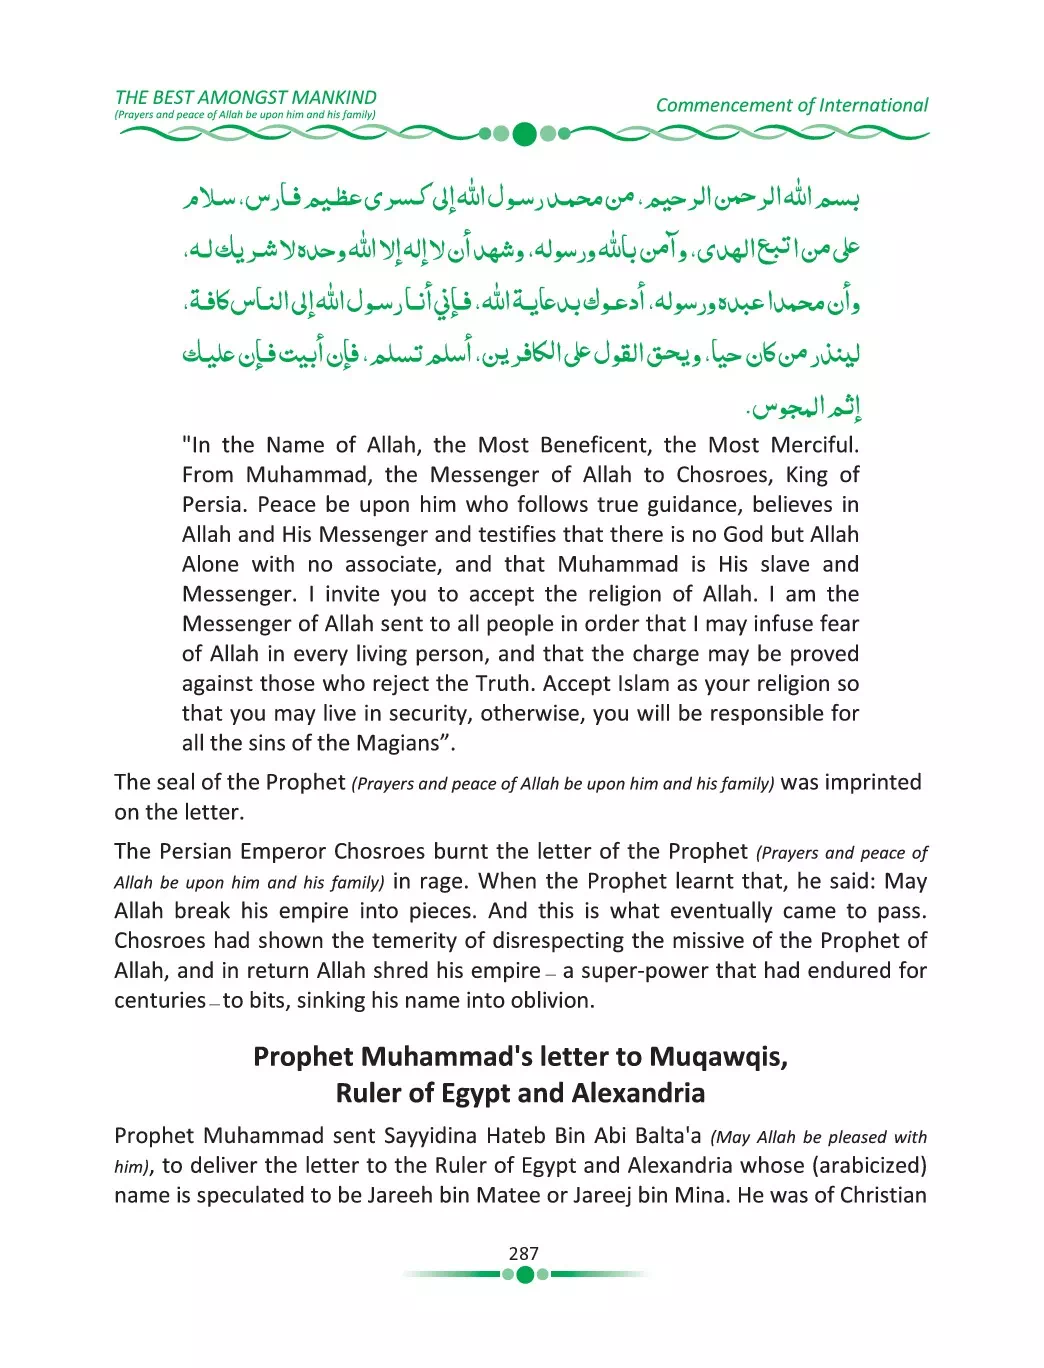 THE BEST AMONGST MANKIND
(Prayers and peace of Allah be upon him and his family)
Commencement of International
بسم الله الرحمن الرحيم، من محمد رسول الله إلى كسرى عظيم فارس، سلام
على من اتبع الهدى، وآمن بالله ورسوله، وشهد أن لا إله إلا الله وحده لا شريك له،
وأن محمدا عبده ورسوله، أدعوك بدعاية الله، فإني أنا رسول الله إلى الناس كافة،
لينذر من كان حيا، ويحق القول على الكافرين، أسلم تسلم، فإن أبيت فإن عليك
إثم المجوس.
"In the Name of Allah, the Most Beneficent, the Most Merciful.
From Muhammad, the Messenger of Allah to Chosroes, King of
Persia. Peace be upon him who follows true guidance, believes in
Allah and His Messenger and testifies that there is no God but Allah
Alone with no associate, and that Muhammad is His slave and
Messenger. I invite you to accept the religion of Allah. I am the
Messenger of Allah sent to all people in order that I may infuse fear
of Allah in every living person, and that the charge may be proved
against those who reject the Truth. Accept Islam as your religion so
that you may live in security, otherwise, you will be responsible for
all the sins of the Magians”.
The seal of the Prophet (Prayers and peace of Allah be upon him and his family) was imprinted
on the letter.
The Persian Emperor Chosroes burnt the letter of the Prophet (Prayers and peace of
Allah be upon him and his family) in rage. When the Prophet learnt that, he said: May
Allah break his empire into pieces. And this is what eventually came to pass.
Chosroes had shown the temerity of disrespecting the missive of the Prophet of
Allah, and in return Allah shred his empire – a super-power that had endured for
centuries – to bits, sinking his name into oblivion.
Prophet Muhammad's letter to Muqawqis,
Ruler of Egypt and Alexandria
Prophet Muhammad sent Sayyidina Hateb Bin Abi Balta'a (May Allah be pleased with
him), to deliver the letter to the Ruler of Egypt and Alexandria whose (arabicized)
name is speculated to be Jareeh bin Matee or Jareej bin Mina. He was of Christian
287